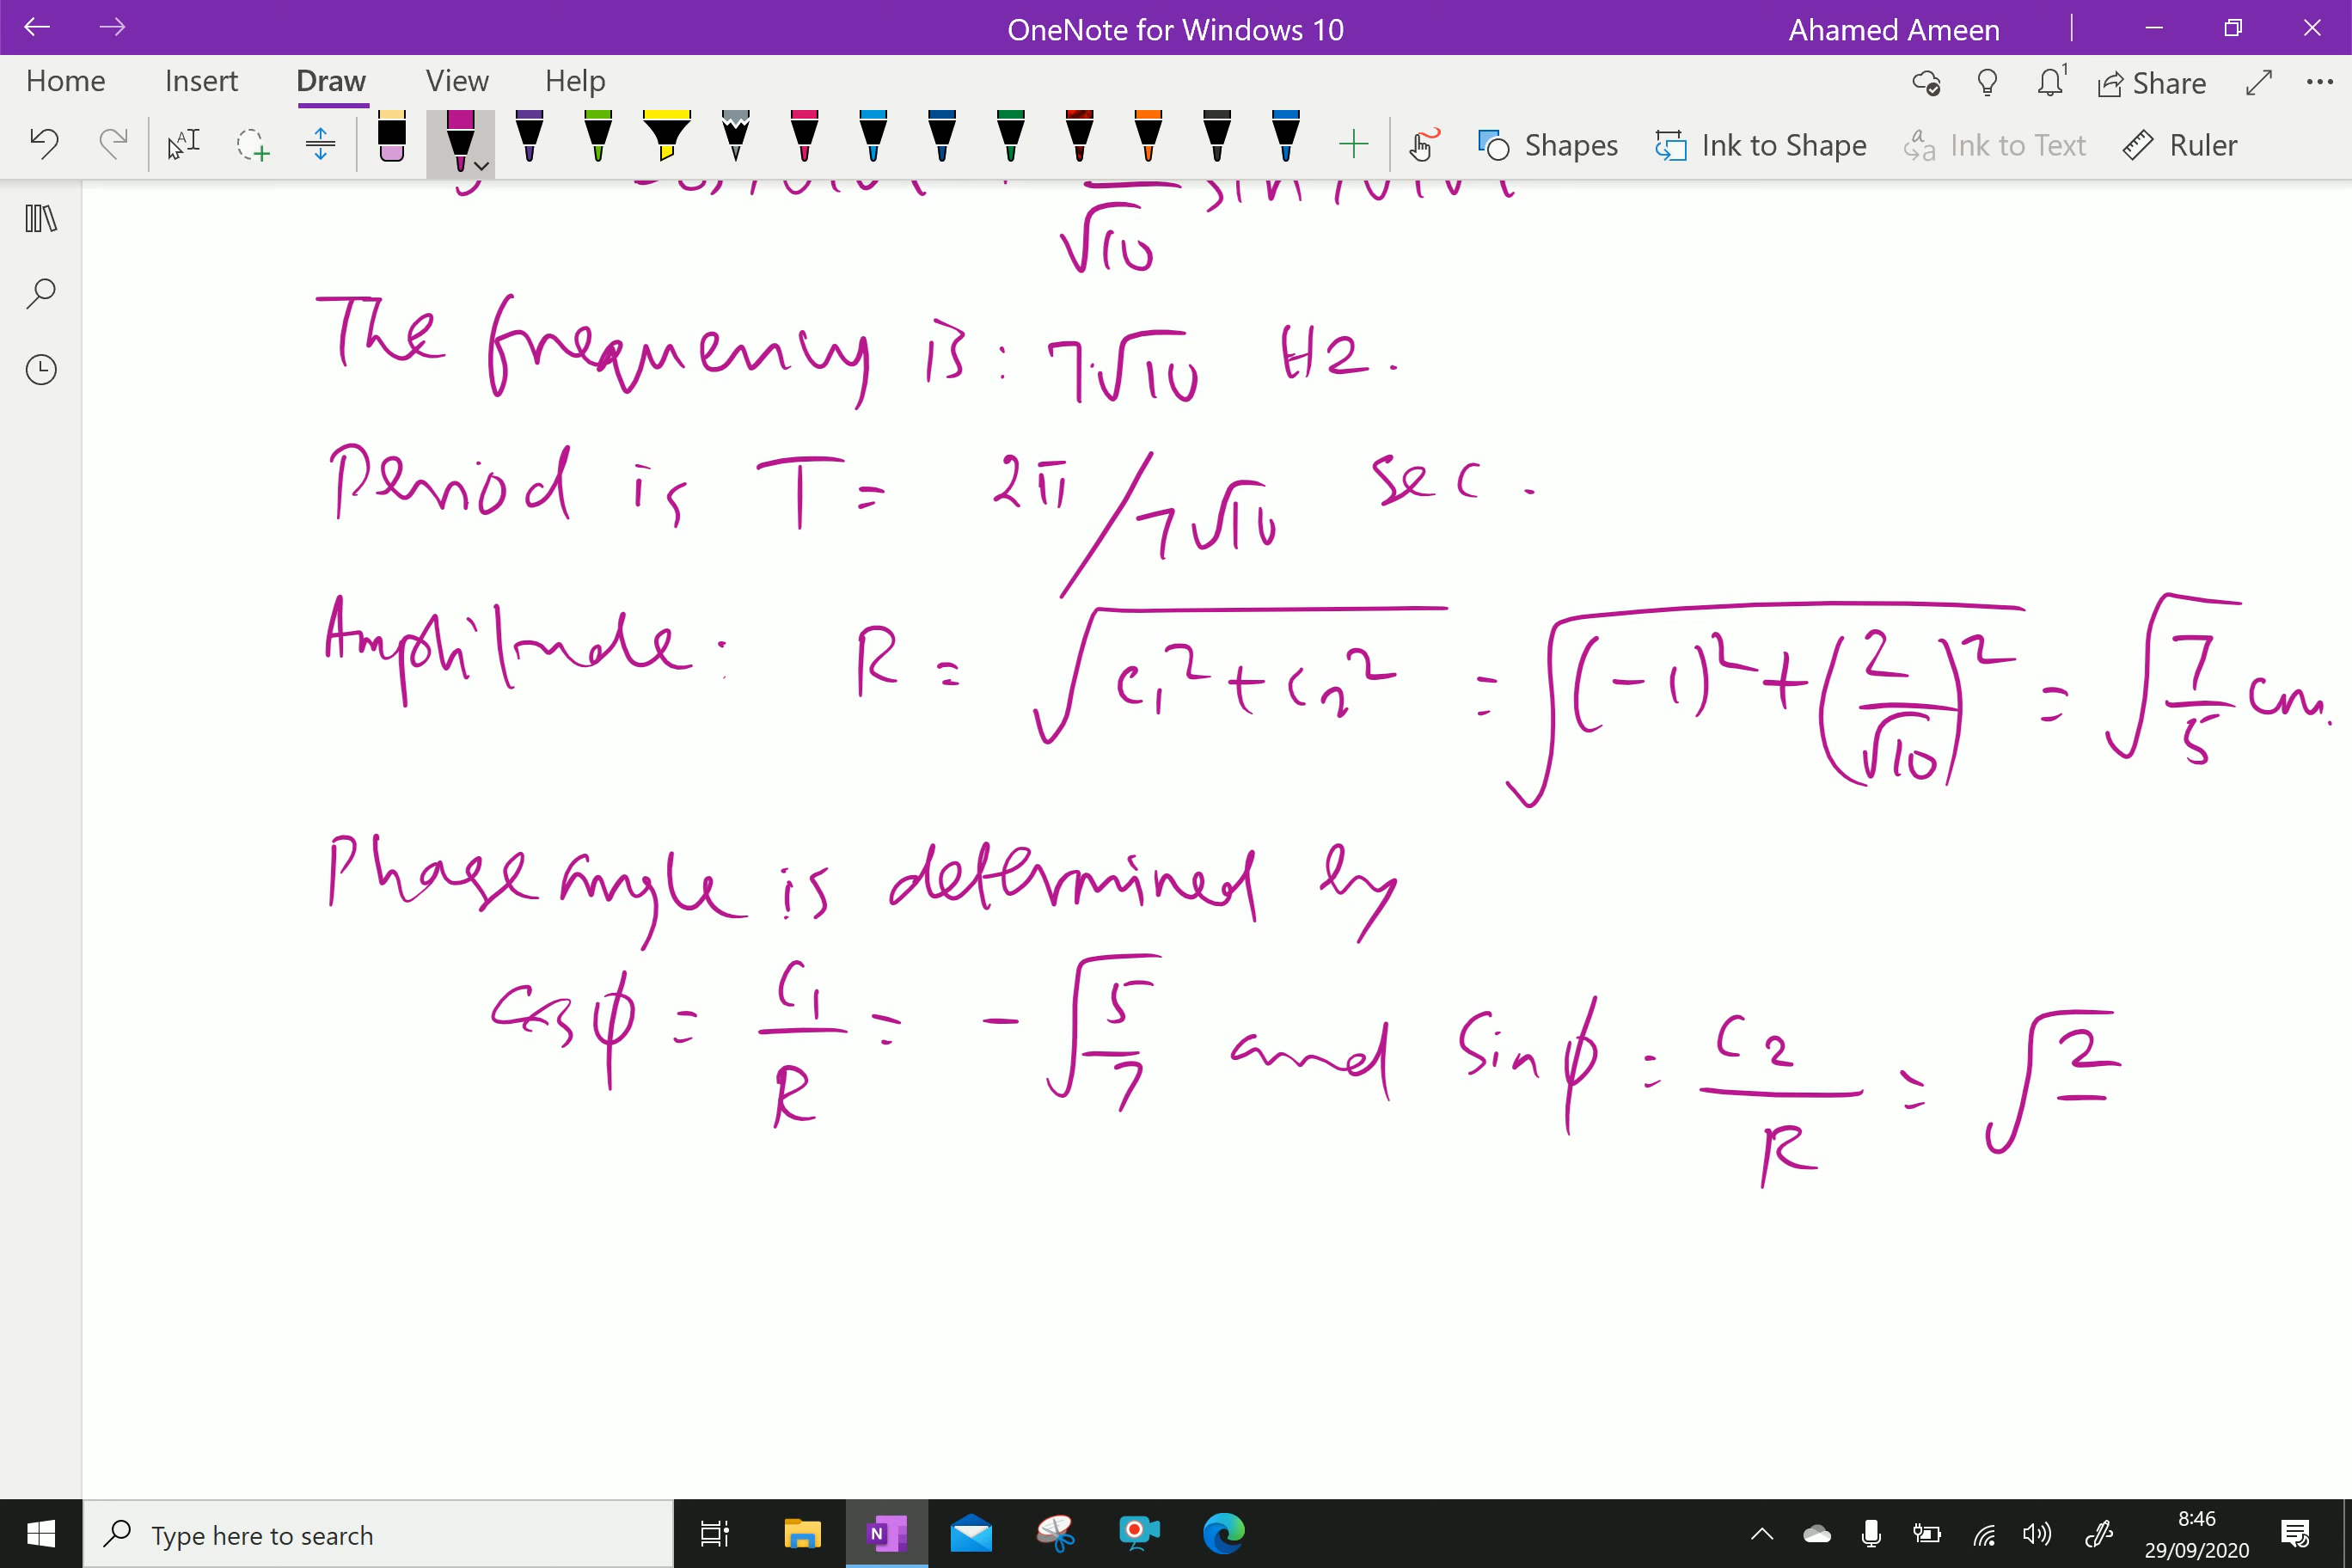 OneNote for Windows 10 Ahamed Ameen
Home Insert Draw View Help 1 Share
Shapes Ink to Shape Ink to Text Ruler
√10
The frequency is: 7√10 Hz.
Period is T = 2π/7√10 sec.
Amplitude: R = √(c₁² + c₂²) = √((-1)² + (2/√10)²) = √(7/5) cm.
Phase angle is determined by
cos ϕ = c₁/R = -√(5/7) and sin ϕ = c₂/R = √2
Type here to search 8:46
29/09/2020